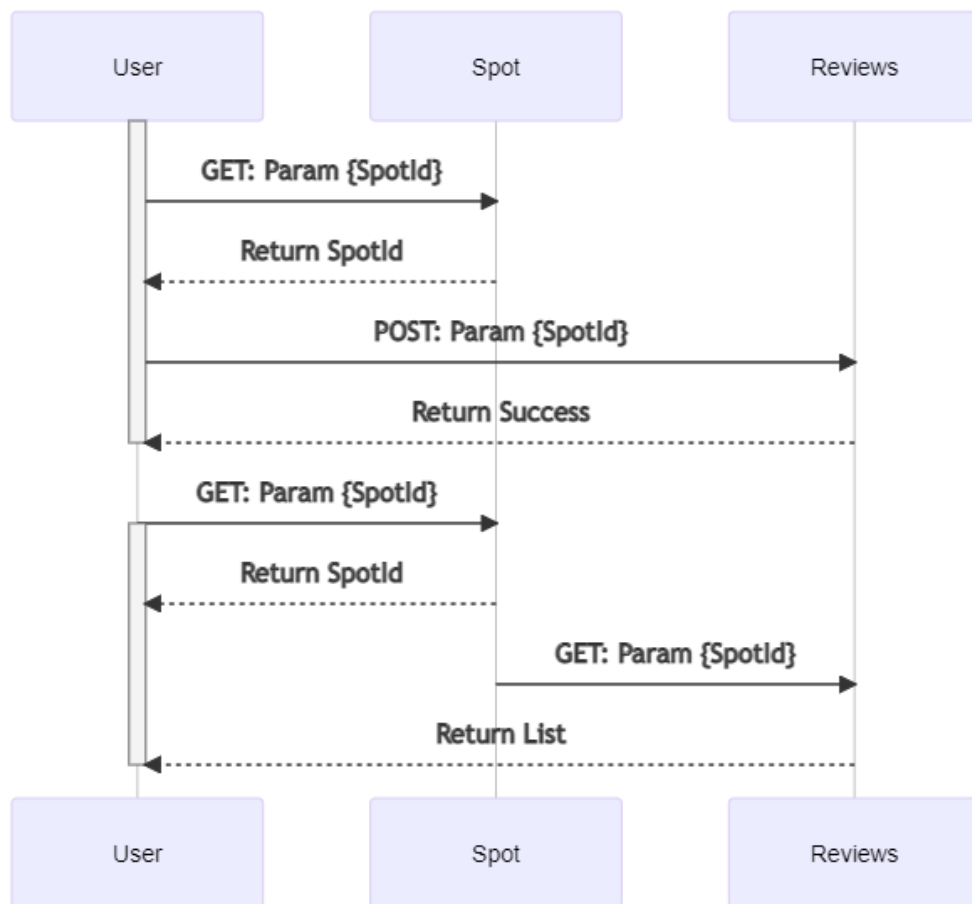 User
Spot
Reviews
GET: Param {SpotId}
Return SpotId
POST: Param {SpotId}
Return Success
GET: Param {SpotId}
Return SpotId
GET: Param {SpotId}
Return List
User
Spot
Reviews